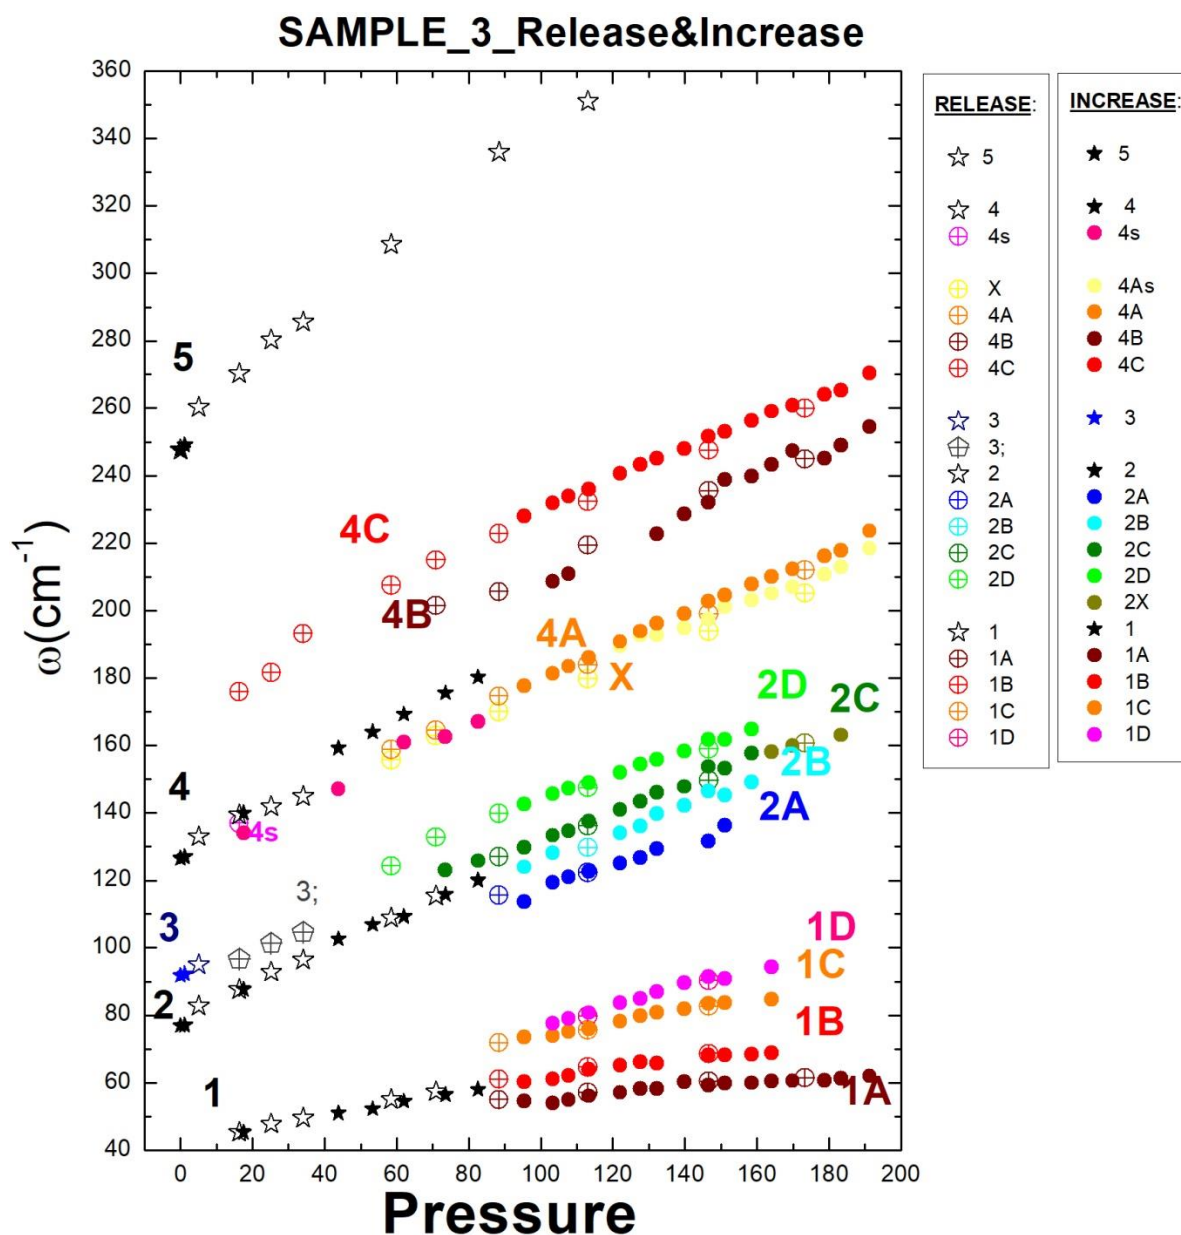 SAMPLE_3_Release&Increase
360
340
320
300
280
260
240
220
200
180
160
140
120
100
80
60
40
ω(cm⁻¹)
0 20 40 60 80 100 120 140 160 180 200
Pressure
5
4C
4B
4A
X
2D
2C
4
2B
4s
2A
3;
3
1D
2
1C
1B
1
1A
RELEASE:
5
4
4s
X
4A
4B
4C
3
3;
2
2A
2B
2C
2D
1
1A
1B
1C
1D
INCREASE:
5
4
4s
4As
4A
4B
4C
3
2
2A
2B
2C
2D
2X
1
1A
1B
1C
1D